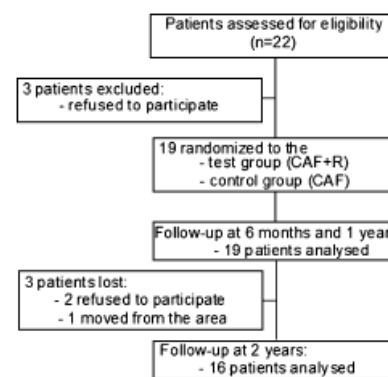 Patients assessed for eligibility
(n=22)
3 patients excluded:
- refused to participate
19 randomized to the
- test group (CAF+R)
- control group (CAF)
Follow-up at 6 months and 1 year
- 19 patients analysed
3 patients lost:
- 2 refused to participate
- 1 moved from the area
Follow-up at 2 years:
- 16 patients analysed